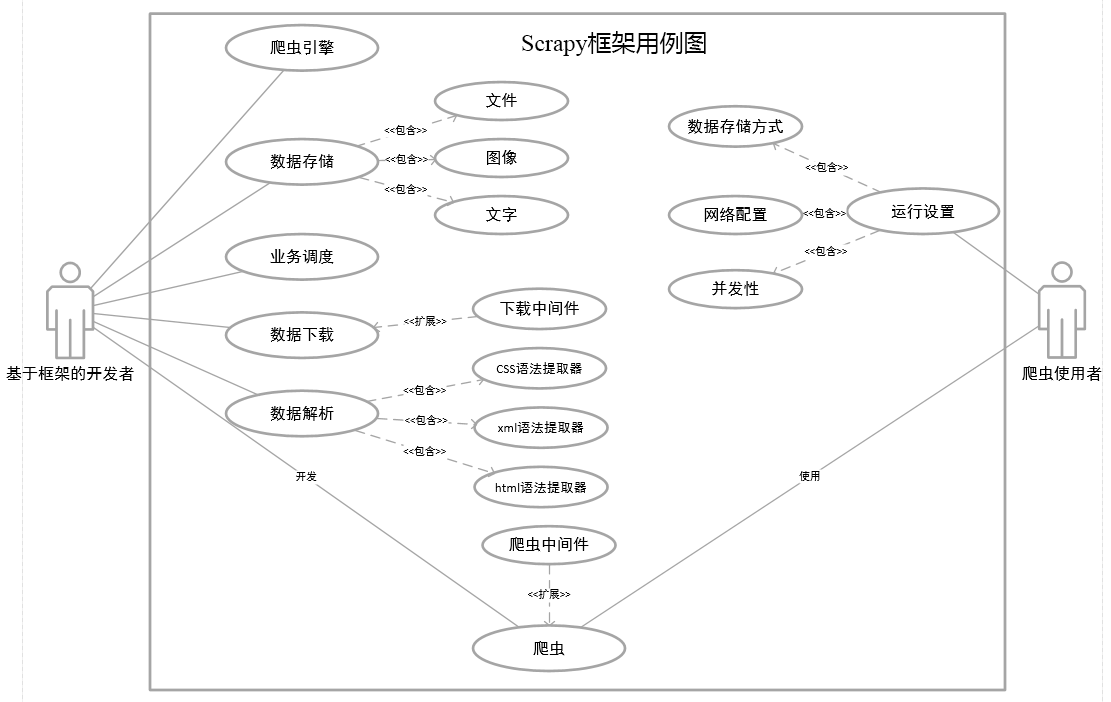 Scrapy框架用例图
爬虫引擎
文件
<<包含>>
数据存储
<<包含>>
图像
<<包含>>
文字
数据存储方式
<<包含>>
网络配置
<<包含>>
运行设置
<<包含>>
并发性
业务调度
下载中间件
<<扩展>>
数据下载
基于框架的开发者
爬虫使用者
CSS语法提取器
<<包含>>
数据解析
<<包含>>
xml语法提取器
<<包含>>
html语法提取器
开发
使用
爬虫中间件
<<扩展>>
爬虫